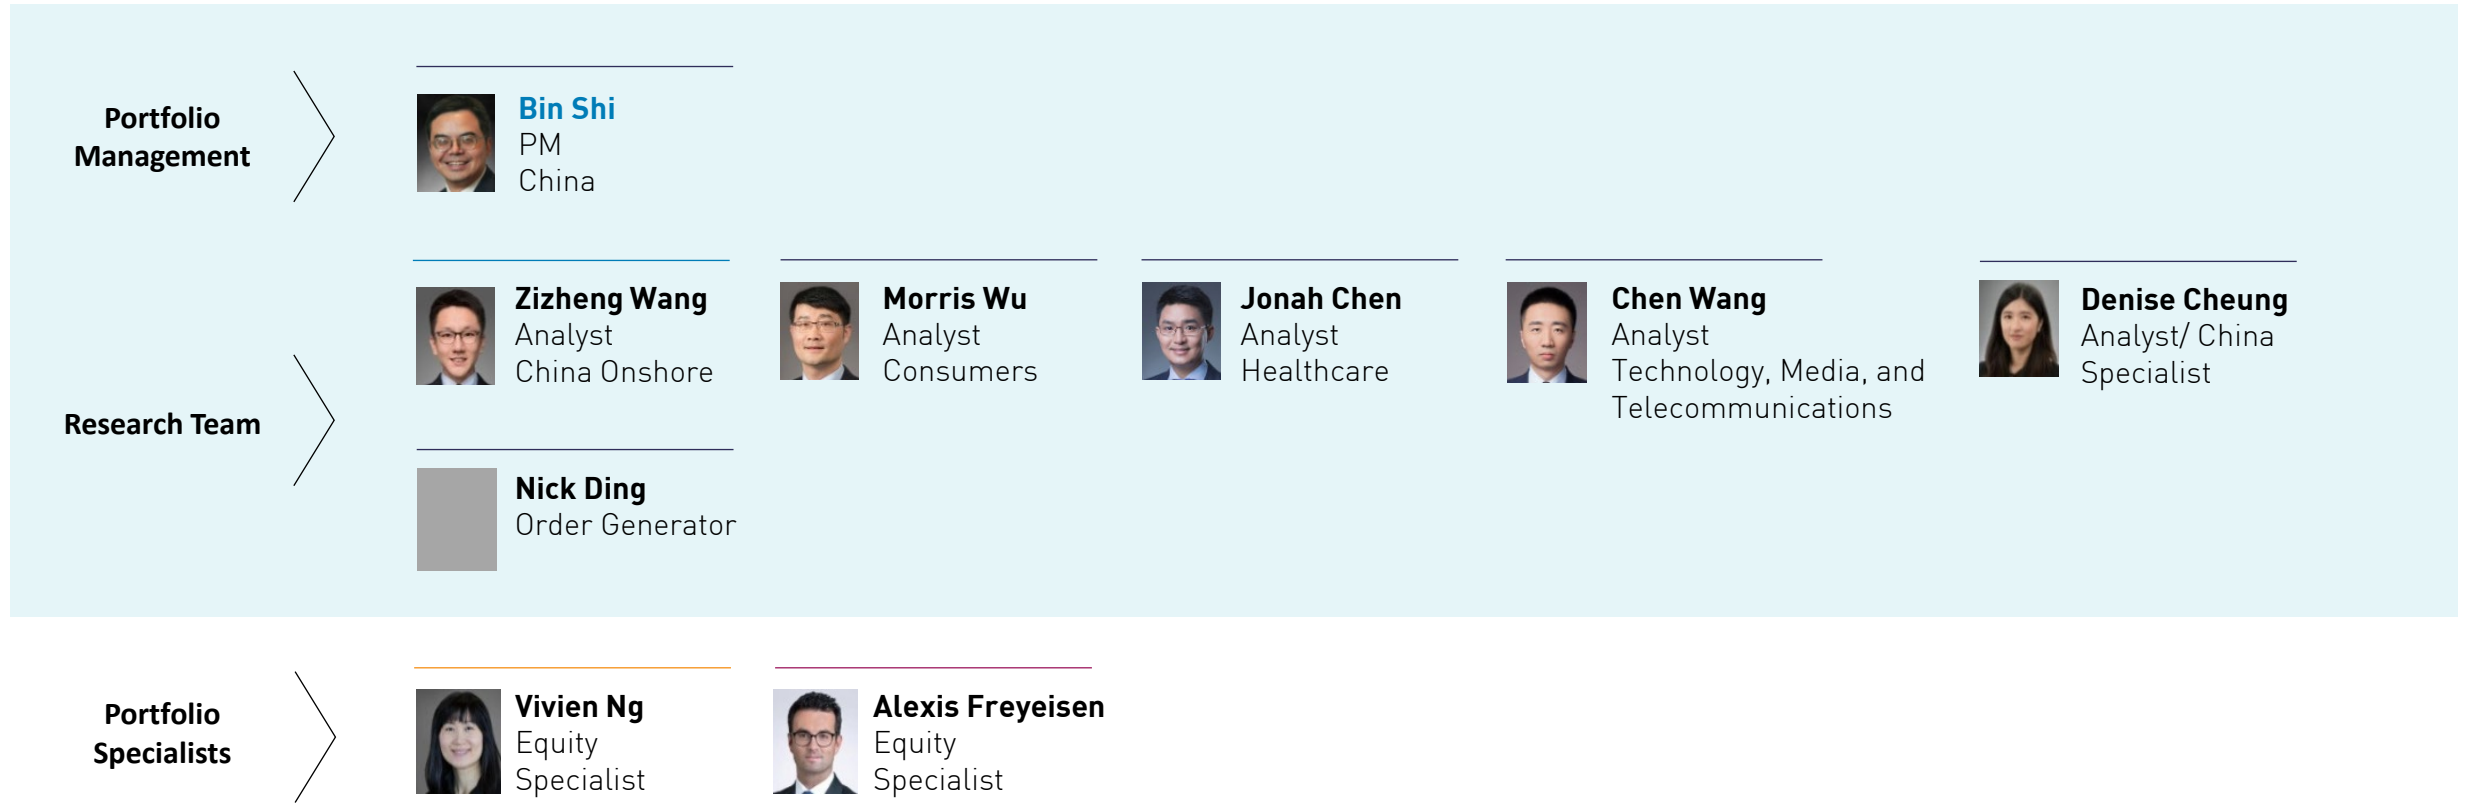 Portfolio
Management
Bin Shi
PM
China
Research Team
Zizheng Wang
Analyst
China Onshore
Morris Wu
Analyst
Consumers
Jonah Chen
Analyst
Healthcare
Chen Wang
Analyst
Technology, Media, and
Telecommunications
Denise Cheung
Analyst/ China
Specialist
Nick Ding
Order Generator
Portfolio
Specialists
Vivien Ng
Equity
Specialist
Alexis Freyeisen
Equity
Specialist